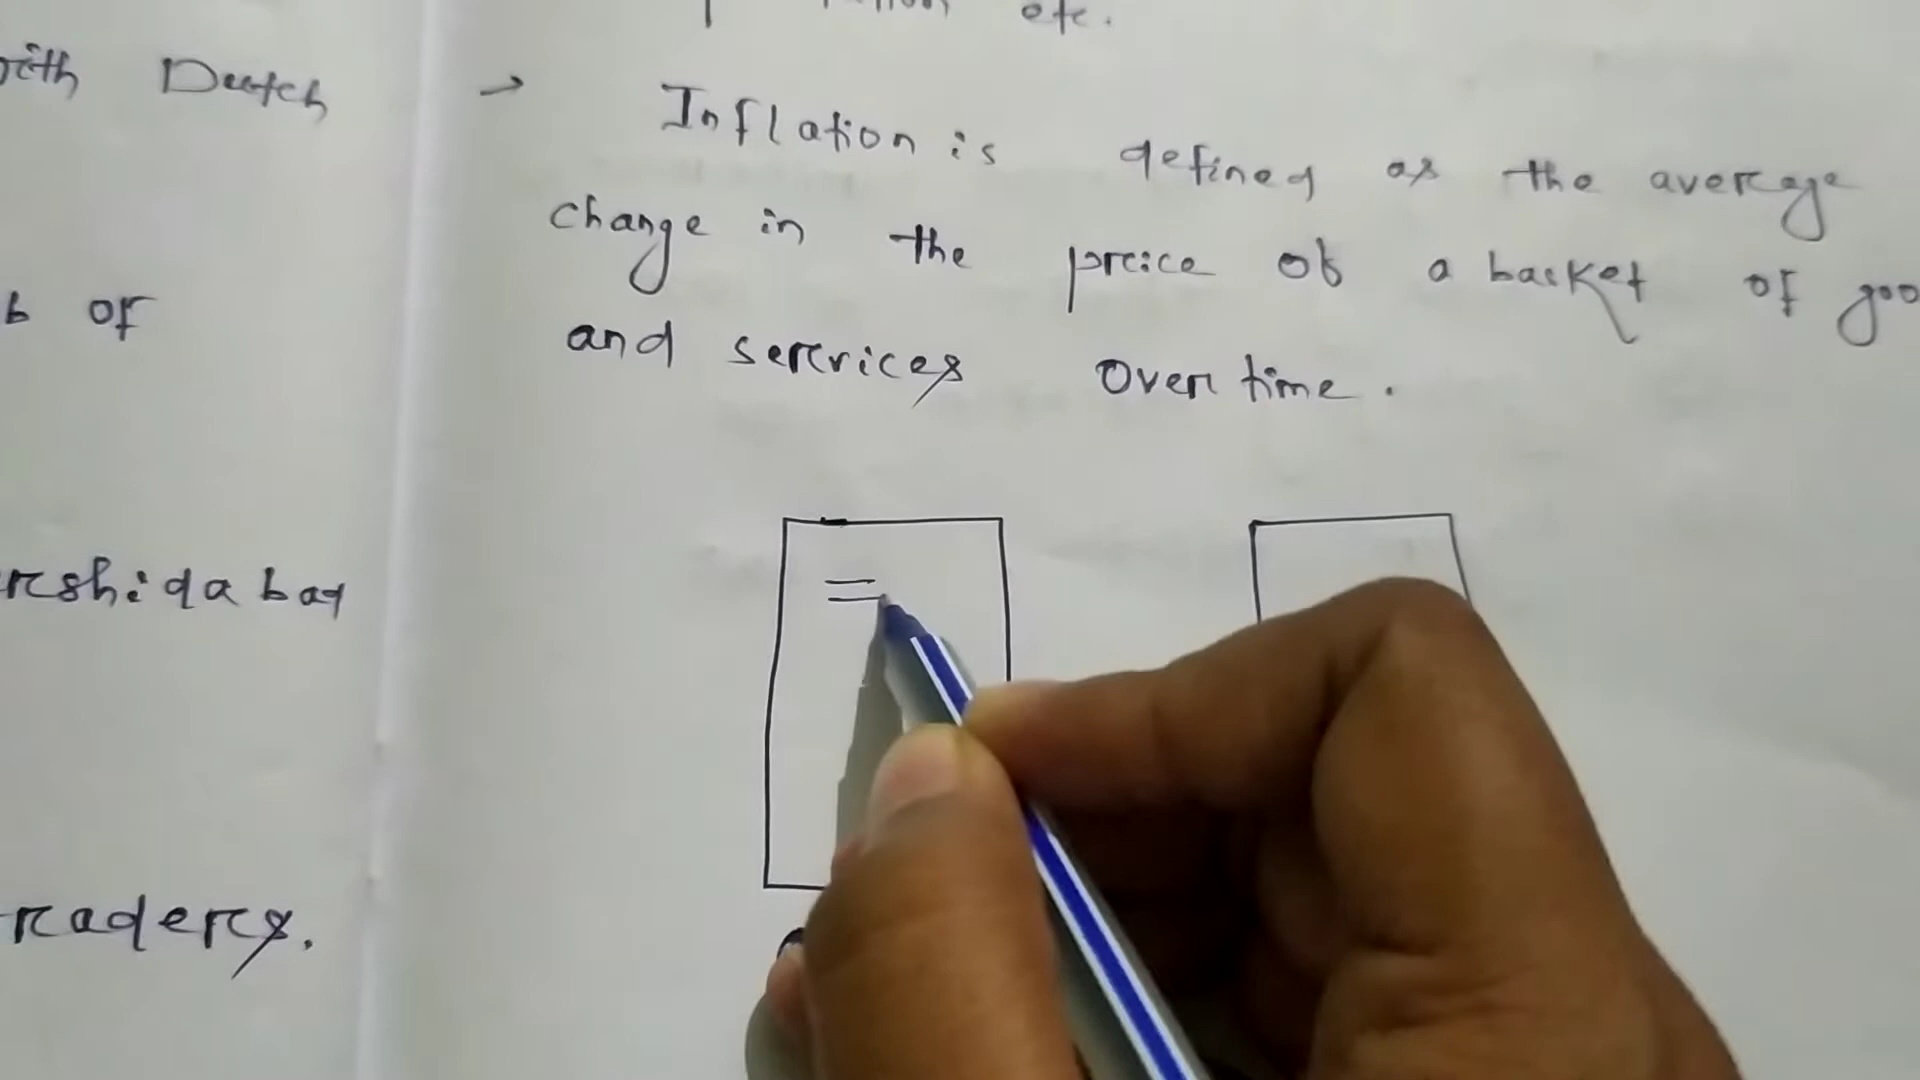 etc.
with Dutch
b of
rshidabad
raders.
→ Inflation is defined as the average
change in the price of a basket of goo
and services over time.
=